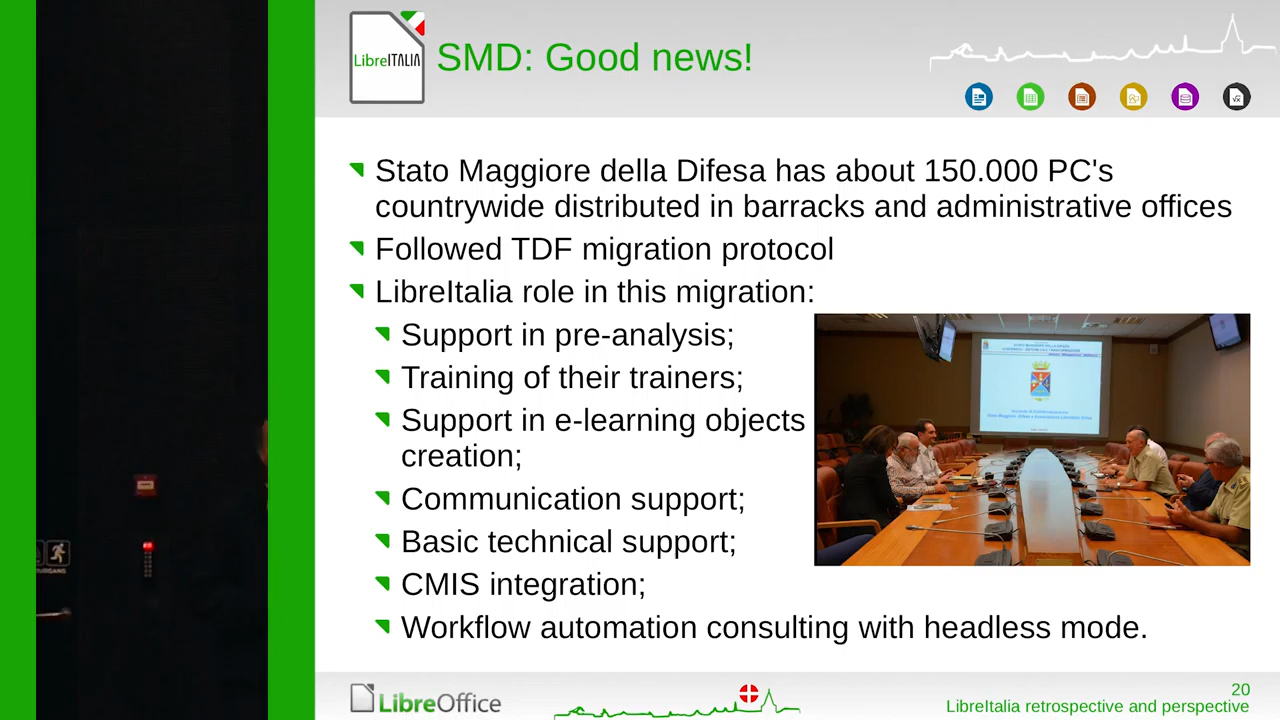 LibreITALIA
SMD: Good news!
Stato Maggiore della Difesa has about 150.000 PC's
countrywide distributed in barracks and administrative offices
Followed TDF migration protocol
LibreItalia role in this migration:
Support in pre-analysis;
Training of their trainers;
Support in e-learning objects
creation;
Communication support;
Basic technical support;
CMIS integration;
Workflow automation consulting with headless mode.
LibreOffice
20
LibreItalia retrospective and perspective